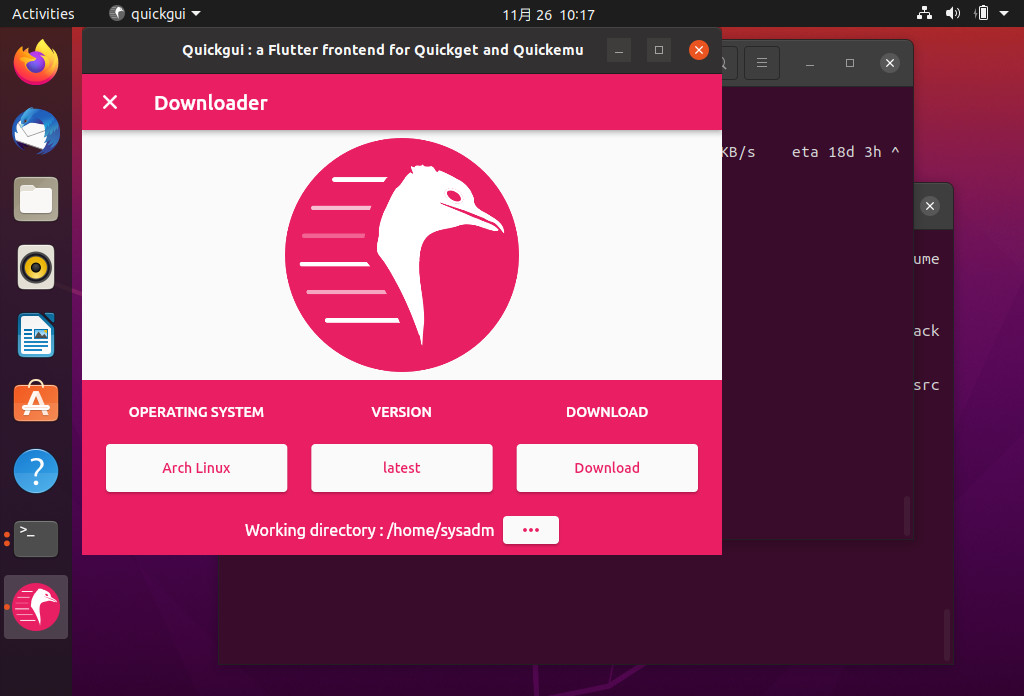 Activities quickgui 11月 26 10:17
Quickgui : a Flutter frontend for Quickget and Quickemu
Downloader
KB/s eta 18d 3h ^
ume
ack
src
OPERATING SYSTEM VERSION DOWNLOAD
Arch Linux latest Download
Working directory : /home/sysadm •••
>_
?